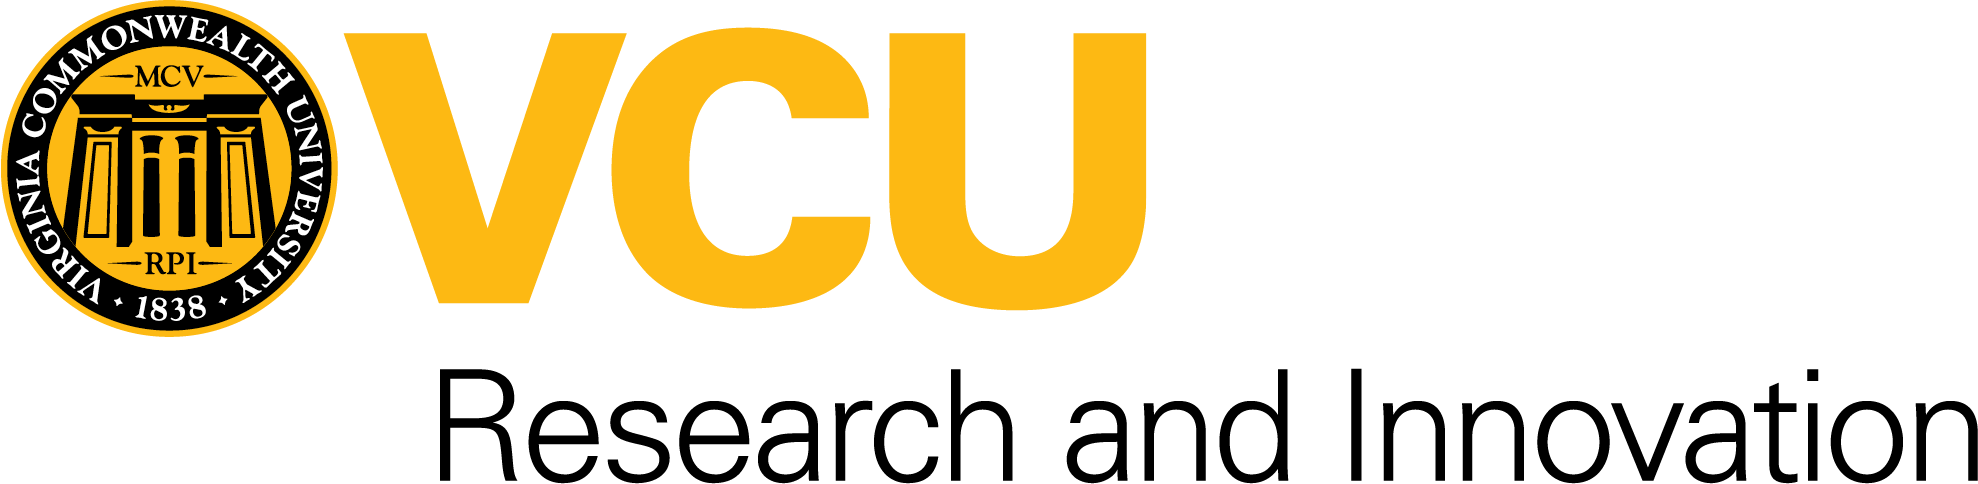 VIRGINIA COMMONWEALTH UNIVERSITY
MCV
RPI
· 1838 ·
VCU
Research and Innovation